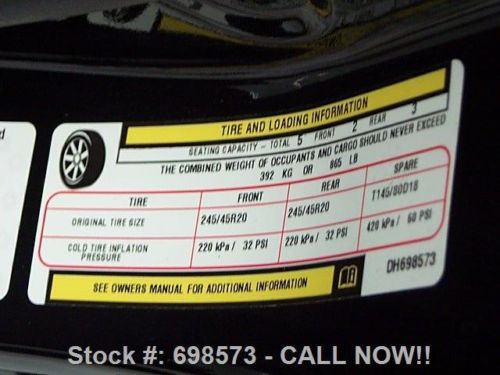 d
TIRE AND LOADING INFORMATION
SEATING CAPACITY - TOTAL 5 FRONT 2 REAR 3
THE COMBINED WEIGHT OF OCCUPANTS AND CARGO SHOULD NEVER EXCEED
392 KG OR 865 LB
TIRE FRONT REAR SPARE
ORIGINAL TIRE SIZE 245/45R20 245/45R20 T145/80D18
COLD TIRE INFLATION PRESSURE 220 kPa / 32 PSI 220 kPa / 32 PSI 420 kPa / 60 PSI
SEE OWNERS MANUAL FOR ADDITIONAL INFORMATION
DH698573
Stock #: 698573 - CALL NOW!!